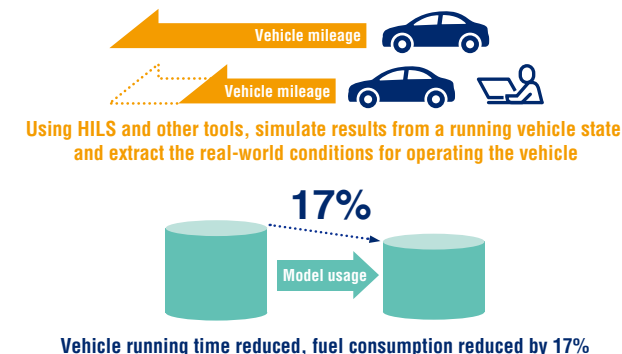 Vehicle mileage
Vehicle mileage
Using HILS and other tools, simulate results from a running vehicle state
and extract the real-world conditions for operating the vehicle
17%
Model usage
Vehicle running time reduced, fuel consumption reduced by 17%